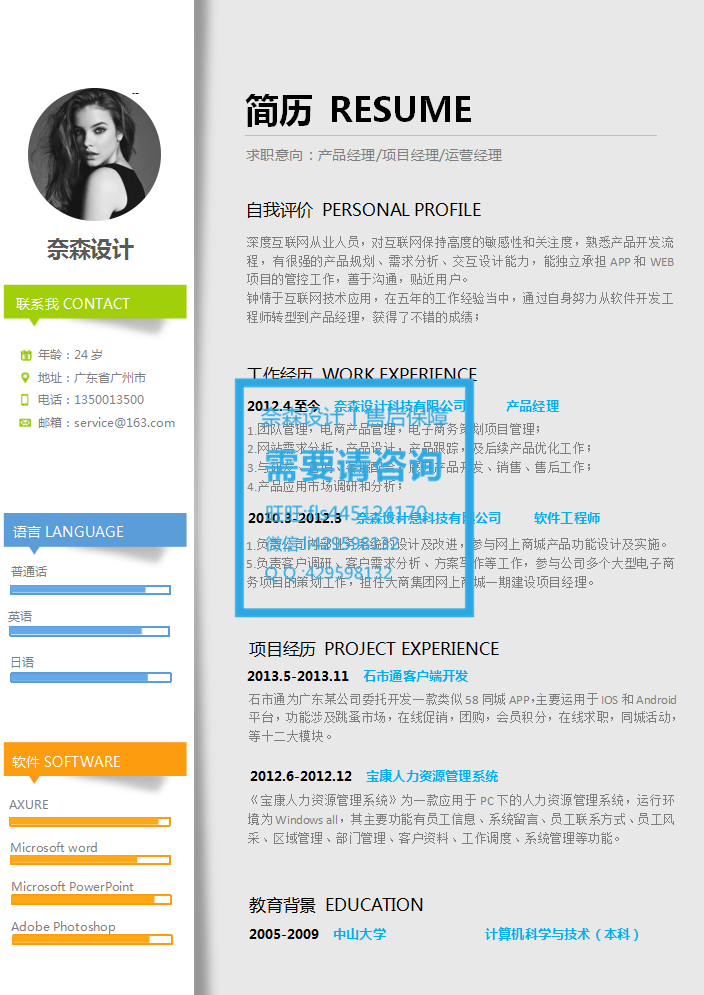 奈森设计
联系我 CONTACT
年龄：24 岁
地址：广东省广州市
电话：1350013500
邮箱：service@163.com
语言 LANGUAGE
普通话
英语
日语
软件 SOFTWARE
AXURE
Microsoft word
Microsoft PowerPoint
Adobe Photoshop
简历 RESUME
求职意向：产品经理/项目经理/运营经理
自我评价 PERSONAL PROFILE
深度互联网从业人员，对互联网保持高度的敏感性和关注度，熟悉产品开发流
程，有很强的产品规划、需求分析、交互设计能力，能独立承担 APP 和 WEB
项目的管控工作，善于沟通，贴近用户。
钟情于互联网技术应用，在五年的工作经验当中，通过自身努力从软件开发工
程师转型到产品经理，获得了不错的成绩；
工作经历 WORK EXPERIENCE
2012.4 至今 奈森设计科技有限公司 产品经理
1.团队管理，电商产品管理，电子商务策划项目管理；
2.网站需求分析，产品设计，产品跟踪，及后续产品优化工作；
产品开发、销售、售后工作；
4.产品应用市场调研和分析；
2010.3-2012.3 奈森设计息科技有限公司 软件工程师
设计及改进，参与网上商城产品功能设计及实施。
5.负责客户调研、客户需求分析、方案写作等工作，参与公司多个大型电子商
务项目的策划工作，担任大商集团网上商城一期建设项目经理。
奈森设计丨售后保障
需要请咨询
旺旺:fls445124170
微信:li429598132
Q Q :429598132
项目经历 PROJECT EXPERIENCE
2013.5-2013.11 石市通客户端开发
石市通为广东某公司委托开发一款类似 58 同城 APP,主要运用于 IOS 和 Android
平台，功能涉及跳蚤市场，在线促销，团购，会员积分，在线求职，同城活动，
等十二大模块。
2012.6-2012.12 宝康人力资源管理系统
《宝康人力资源管理系统》为一款应用于 PC 下的人力资源管理系统，运行环
境为 Windows all，其主要功能有员工信息、系统留言、员工联系方式、员工风
采、区域管理、部门管理、客户资料、工作调度、系统管理等功能。
教育背景 EDUCATION
2005-2009 中山大学 计算机科学与技术（本科）